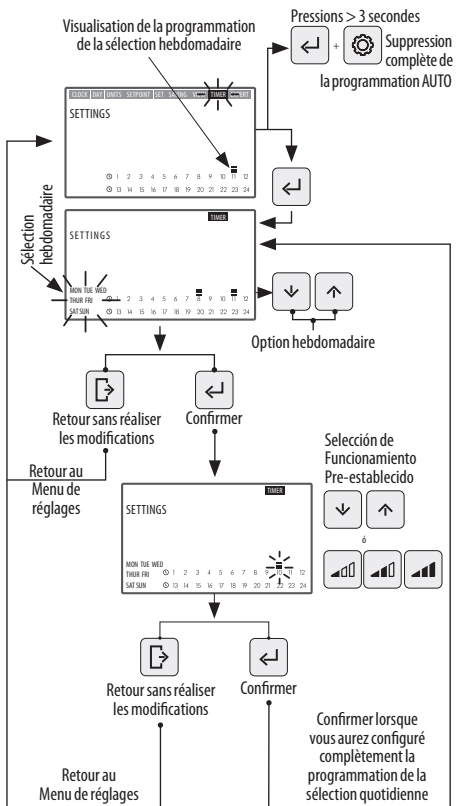 Visualisation de la programmation
de la sélection hebdomadaire
Pressions > 3 secondes
+
Suppression
complète de
la programmation AUTO
CLOCK DAY UNITS SETPOINT SET TIMER
SETTINGS
1 2 3 4 5 6 7 8 9 10 11 12
13 14 15 16 17 18 19 20 21 22 23 24
Sélection
hebdomadaire
TIMER
SETTINGS
MON TUE WED
THUR FRI 2 3 4 5 6 7 8 9 10 11 12
SAT SUN 13 14 15 16 17 18 19 20 21 22 23 24
Option hebdomadaire
Retour sans réaliser
les modifications
Confirmer
Retour au
Menu de
réglages
Selección de
Funcionamiento
Pre-establecido
ó
TIMER
SETTINGS
MON TUE WED
THUR FRI 1 2 3 4 5 6 7 8 9 10 11 12
SAT SUN 13 14 15 16 17 18 19 20 21 22 23 24
Retour sans réaliser
les modifications
Confirmer
Retour au
Menu de réglages
Confirmer lorsque
vous aurez configuré
complètement la
programmation de la
sélection quotidienne